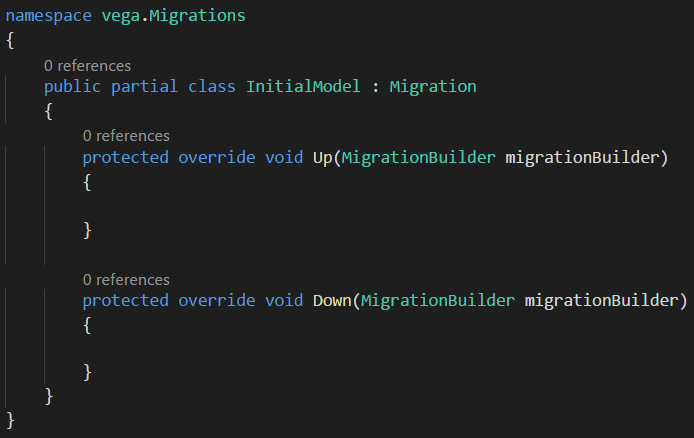 namespace vega.Migrations
{
0 references
public partial class InitialModel : Migration
{
0 references
protected override void Up(MigrationBuilder migrationBuilder)
{
}
0 references
protected override void Down(MigrationBuilder migrationBuilder)
{
}
}
}